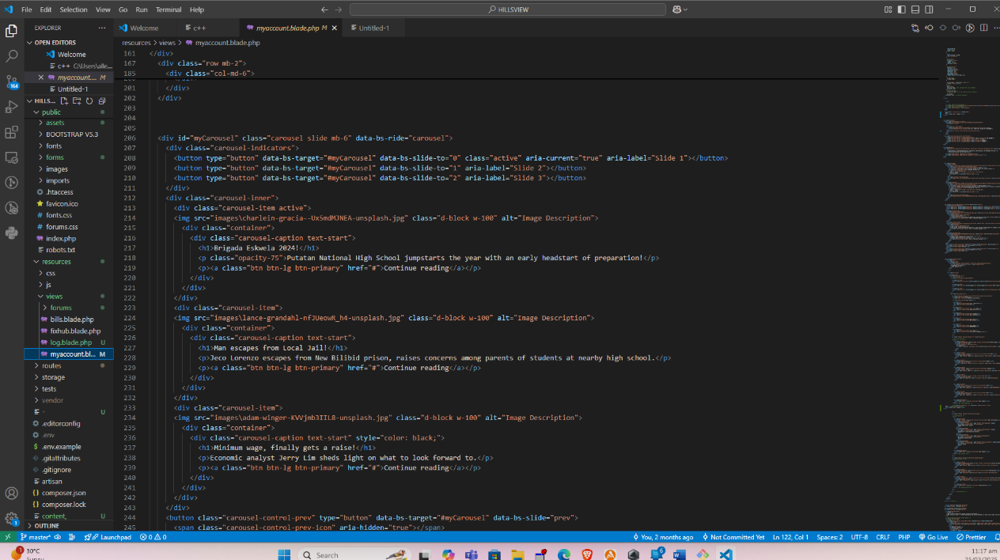 File Edit Selection View Go Run Terminal Help
HILLSVIEW
EXPLORER
Welcome
c++
myaccount.blade.php M
Untitled-1
OPEN EDITORS
Welcome
c++ C:\Users\alle...
myaccount.... M
Untitled-1
HILLS...
public
assets
BOOTSTRAP V5.3
fonts
forms
images
imports
.htaccess
favicon.ico
fonts.css
forums.css
index.php
robots.txt
resources
css
js
views
forums
bills.blade.php
fixhub.blade.php
log.blade.php U
myaccount.bl... M
routes
storage
tests
vendor
- U
.editorconfig
.env
.env.example
.gitattributes
.gitignore
artisan
composer.json
composer.lock
content, U
OUTLINE
164
1
resources > views > myaccount.blade.php
161 </div>
167 <div class="row mb-2">
185 <div class="col-md-6">
201 </div>
202 </div>
203
204
205
206 <div id="myCarousel" class="carousel slide mb-6" data-bs-ride="carousel">
207 <div class="carousel-indicators">
208 <button type="button" data-bs-target="#myCarousel" data-bs-slide-to="0" class="active" aria-current="true" aria-label="Slide 1"></button>
209 <button type="button" data-bs-target="#myCarousel" data-bs-slide-to="1" aria-label="Slide 2"></button>
210 <button type="button" data-bs-target="#myCarousel" data-bs-slide-to="2" aria-label="Slide 3"></button>
211 </div>
212 <div class="carousel-inner">
213 <div class="carousel-item active">
214 <img src="images\charlein-gracia--Ux5mdMJNEA-unsplash.jpg" class="d-block w-100" alt="Image Description">
215 <div class="container">
216 <div class="carousel-caption text-start">
217 <h1>Brigada Eskwela 2024!</h1>
218 <p class="opacity-75">Putatan National High School jumpstarts the year with an early headstart of preparation!</p>
219 <p><a class="btn btn-lg btn-primary" href="#">Continue reading</a></p>
220 </div>
221 </div>
222 </div>
223 <div class="carousel-item">
224 <img src="images\lance-grandahl-nfJUeowR_h4-unsplash.jpg" class="d-block w-100" alt="Image Description">
225 <div class="container">
226 <div class="carousel-caption text-start">
227 <h1>Man escapes from Local Jail!</h1>
228 <p>Jeco Lorenzo escapes from New Bilibid prison, raises concerns among parents of students at nearby high school.</p>
229 <p><a class="btn btn-lg btn-primary" href="#">Continue reading</a></p>
230 </div>
231 </div>
232 </div>
233 <div class="carousel-item">
234 <img src="images\adam-winger-KVVjmb3IIL8-unsplash.jpg" class="d-block w-100" alt="Image Description">
235 <div class="container">
236 <div class="carousel-caption text-start" style="color: black;">
237 <h1>Minimum wage, finally gets a raise!</h1>
238 <p>Economic analyst Jerry Lim sheds light on what to look forward to.</p>
239 <p><a class="btn btn-lg btn-primary" href="#">Continue reading</a></p>
240 </div>
241 </div>
242 </div>
243 </div>
244 <button class="carousel-control-prev" type="button" data-bs-target="#myCarousel" data-bs-slide="prev">
245 <span class="carousel-control-prev-icon" aria-hidden="true"></span>
master* Launchpad 0 0
You, 2 months ago Not Committed Yet Ln 122, Col 1 Spaces: 2 UTF-8 CRLF PHP Go Live Prettier
1 30°C
Sunny
Search
6
11:17 am
25/03/2025